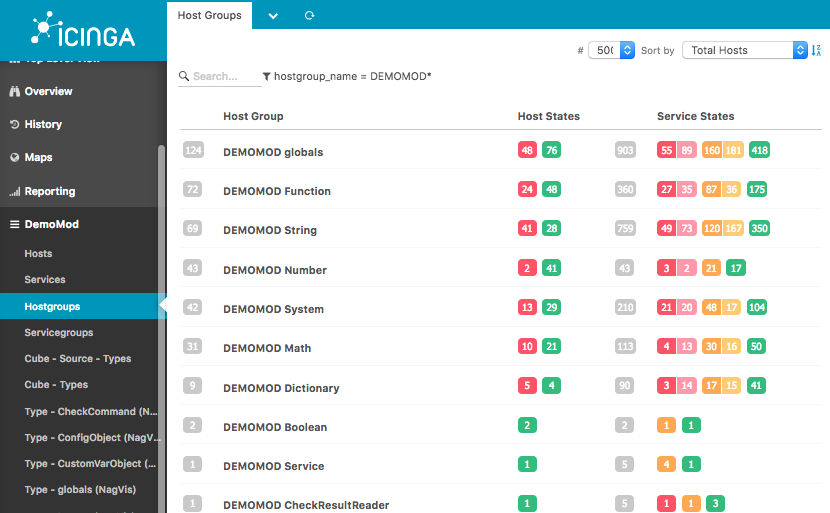 ICINGA
Top Level View
Overview
History
Maps
Reporting
DemoMod
Hosts
Services
Hostgroups
Servicegroups
Cube - Source - Types
Cube - Types
Type - CheckCommand (N...
Type - ConfigObject (NagV...
Type - CustomVarObject (...
Type - globals (NagVis)
Host Groups
# 500 Sort by Total Hosts
Search... hostgroup_name = DEMOMOD*
Host Group Host States Service States
124 DEMOMOD globals 48 76 903 55 89 160 181 418
72 DEMOMOD Function 24 48 360 27 35 87 36 175
69 DEMOMOD String 41 28 759 49 73 120 167 350
43 DEMOMOD Number 2 41 43 3 2 21 17
42 DEMOMOD System 13 29 210 21 20 48 17 104
31 DEMOMOD Math 10 21 113 4 13 30 16 50
9 DEMOMOD Dictionary 5 4 90 3 14 17 15 41
2 DEMOMOD Boolean 2 2 1 1
1 DEMOMOD Service 1 5 4 1
1 DEMOMOD CheckResultReader 1 5 1 1 3